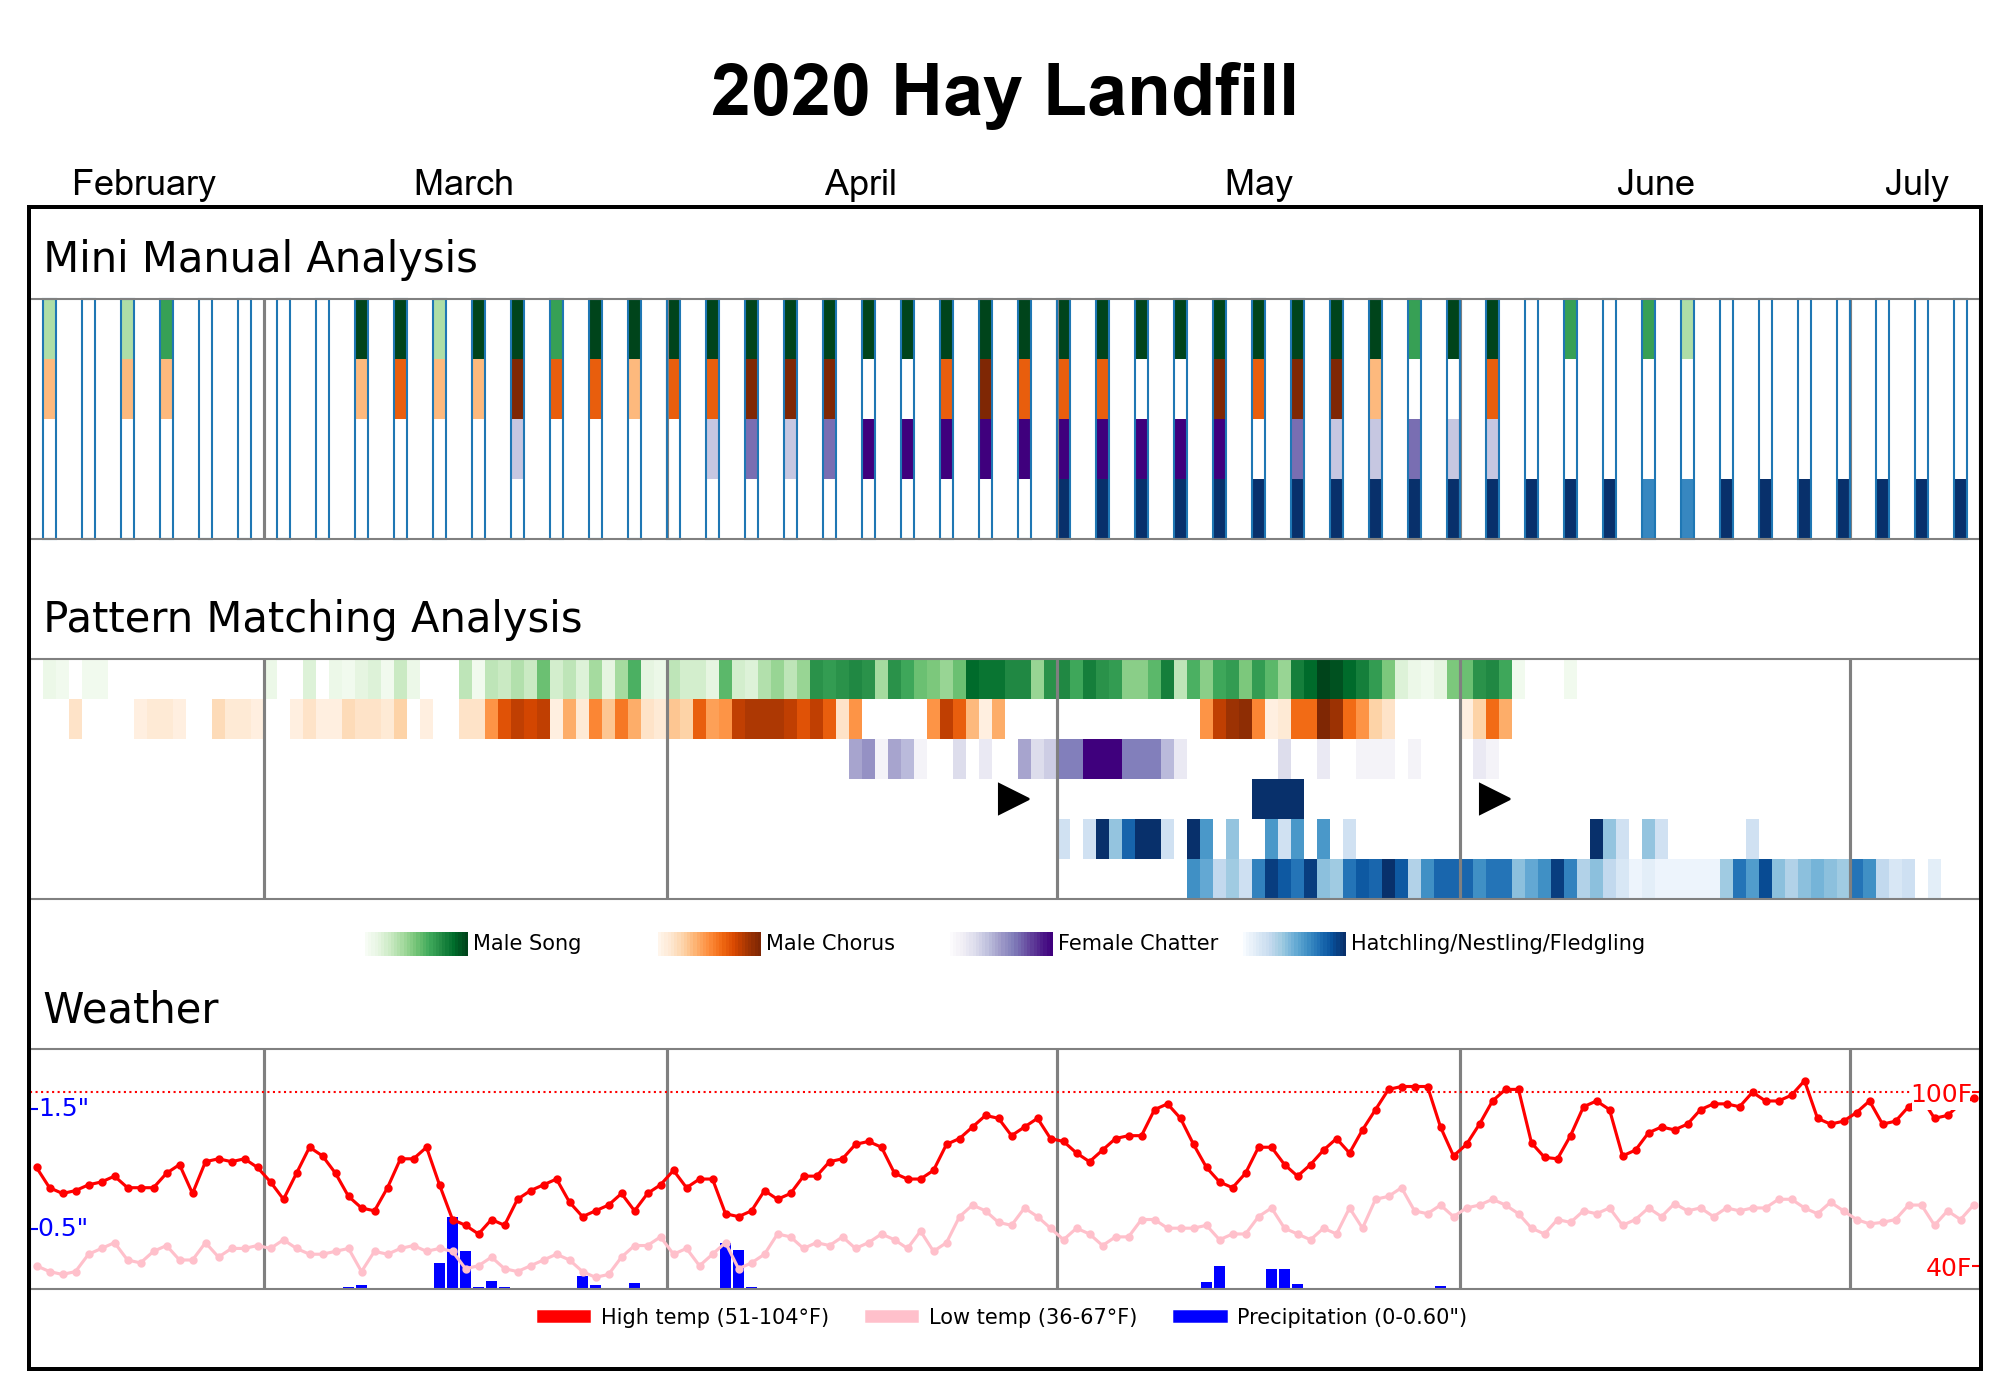 2020 Hay Landfill
February March April May June July
Mini Manual Analysis
Pattern Matching Analysis
Male Song Male Chorus Female Chatter Hatchling/Nestling/Fledgling
Weather
1.5" 100F
0.5"
40F
High temp (51-104°F) Low temp (36-67°F) Precipitation (0-0.60")